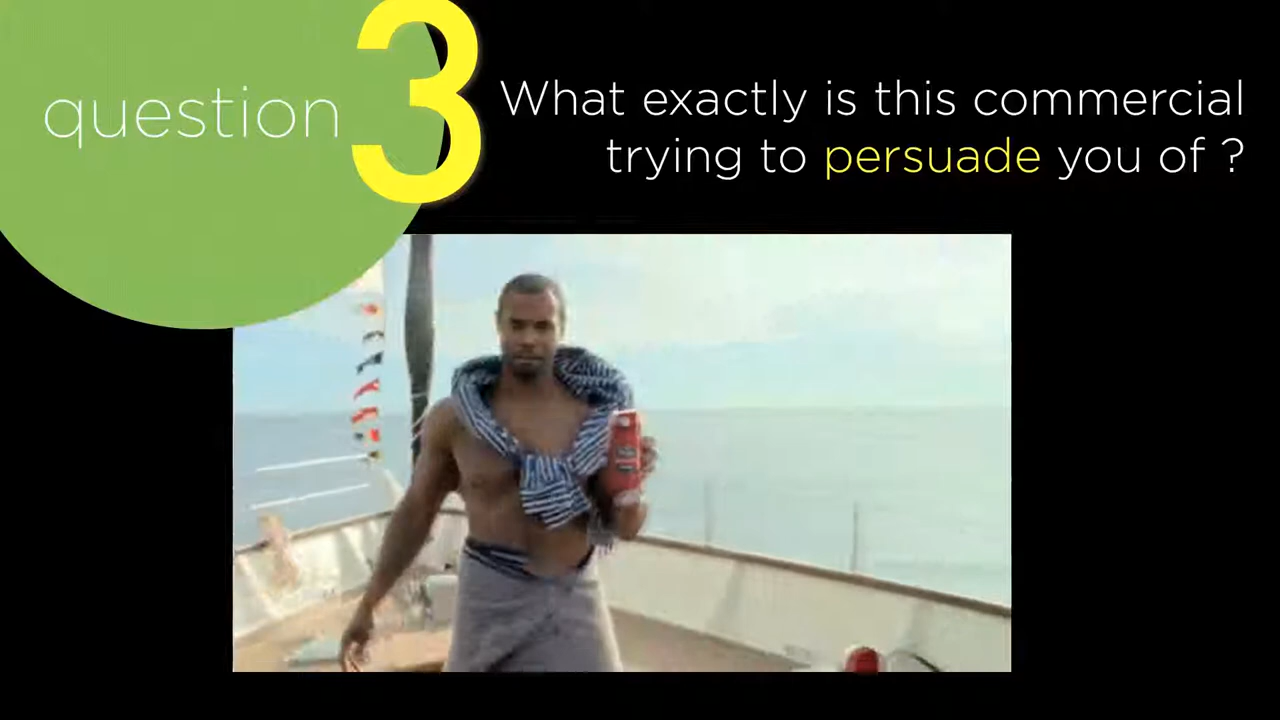 question 3
What exactly is this commercial
trying to persuade you of ?